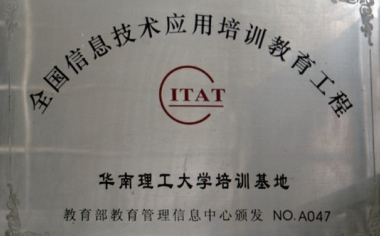 全国信息技术应用培训教育工程
ITAT
华南理工大学培训基地
教育部教育管理信息中心颁发 NO.A047